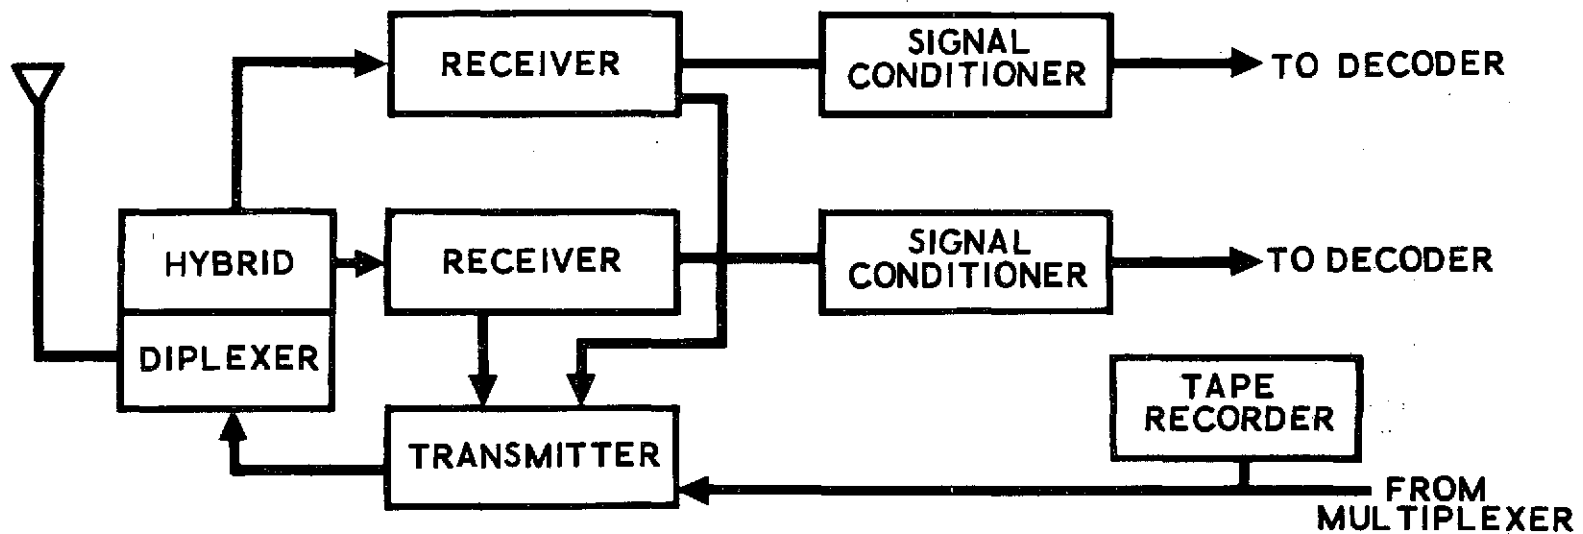 RECEIVER
SIGNAL
CONDITIONER
TO DECODER
HYBRID
RECEIVER
SIGNAL
CONDITIONER
TO DECODER
DIPLEXER
TAPE
RECORDER
TRANSMITTER
FROM
MULTIPLEXER